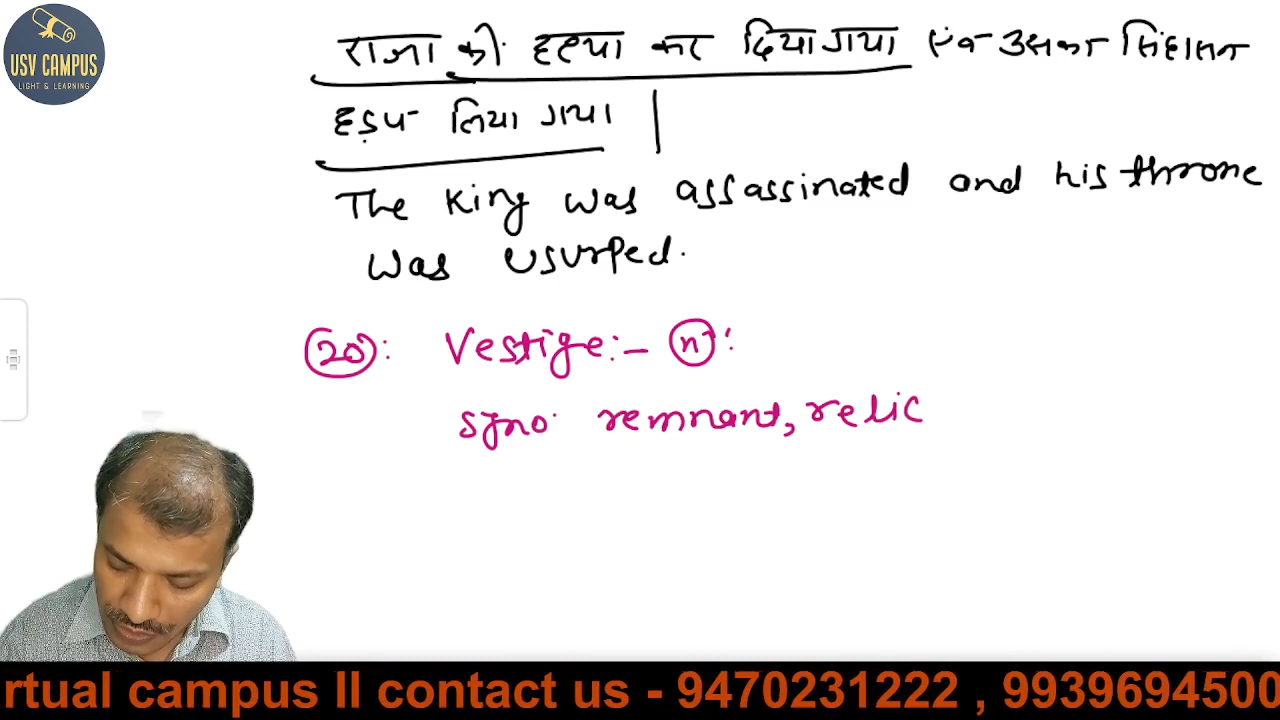 USV CAMPUS
LIGHT & LEARNING
राजा की हत्या कर दिया गया एंव उसका सिंहासन
हड़प लिया गया |
The King was assassinated and his throne
was usurped.
20: Vestige:- n:
syno. remnant, relic
rtual campus II contact us - 9470231222 , 9939694500